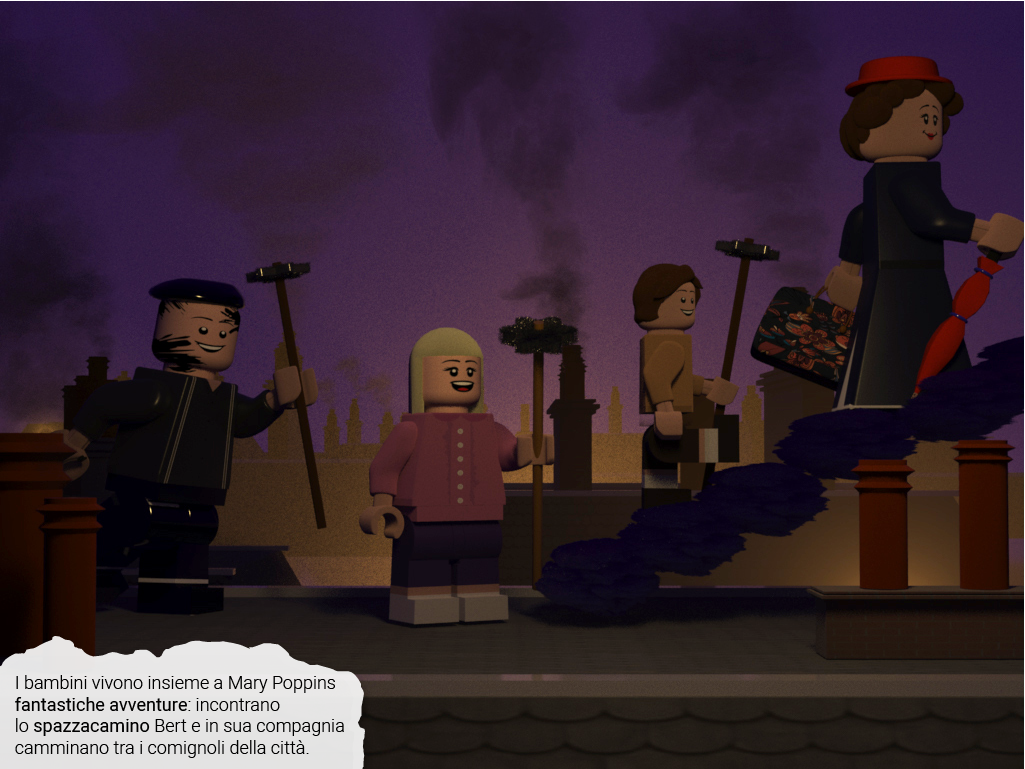 I bambini vivono insieme a Mary Poppins
fantastiche avventure: incontrano
lo spazzacamino Bert e in sua compagnia
camminano tra i comignoli della città.